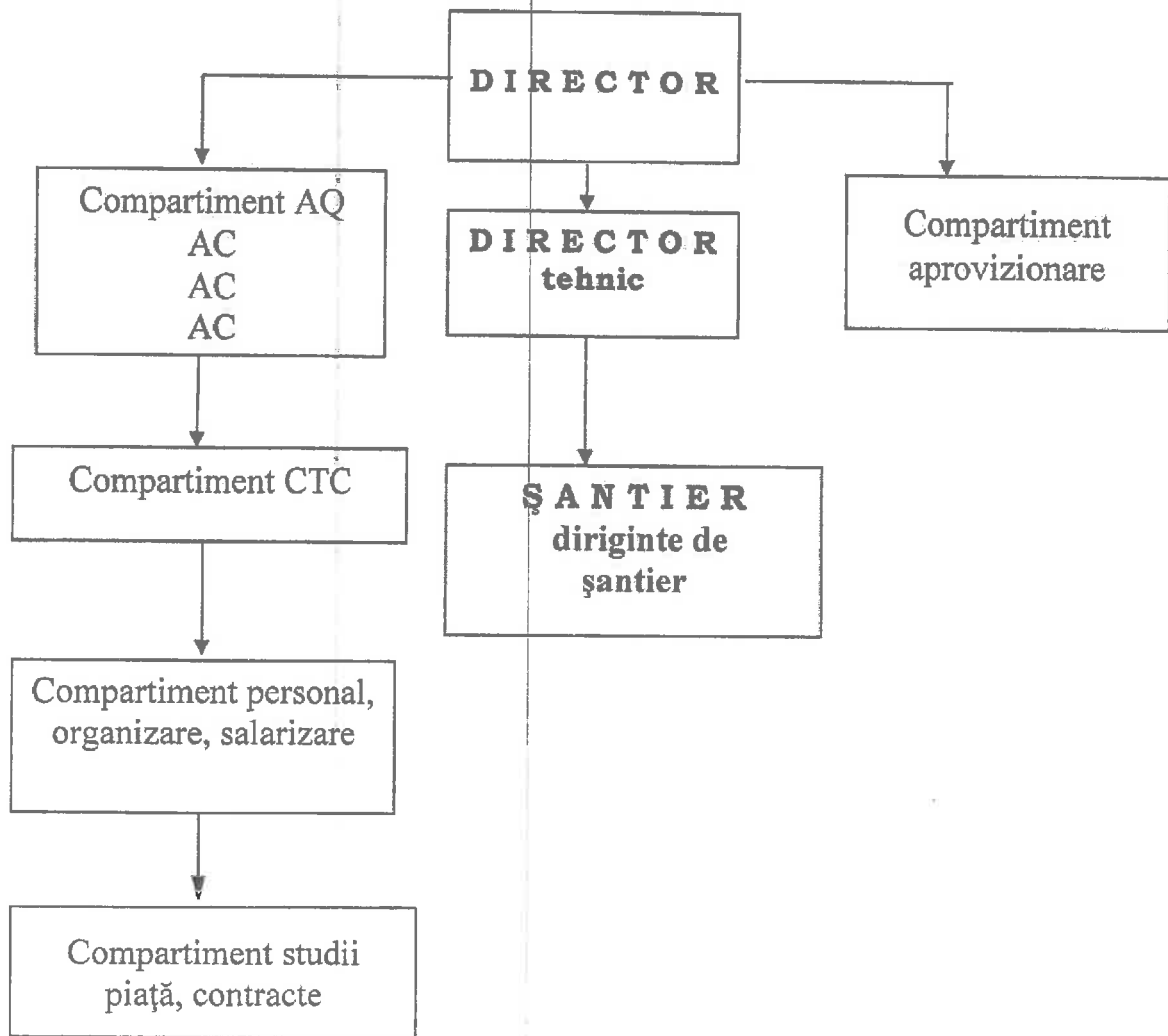 DIRECTOR
Compartiment AQ
AC
AC
AC
DIRECTOR
tehnic
Compartiment
aprovizionare
Compartiment CTC
ŞANTIER
diriginte de
şantier
Compartiment personal,
organizare, salarizare
Compartiment studii
piaţă, contracte